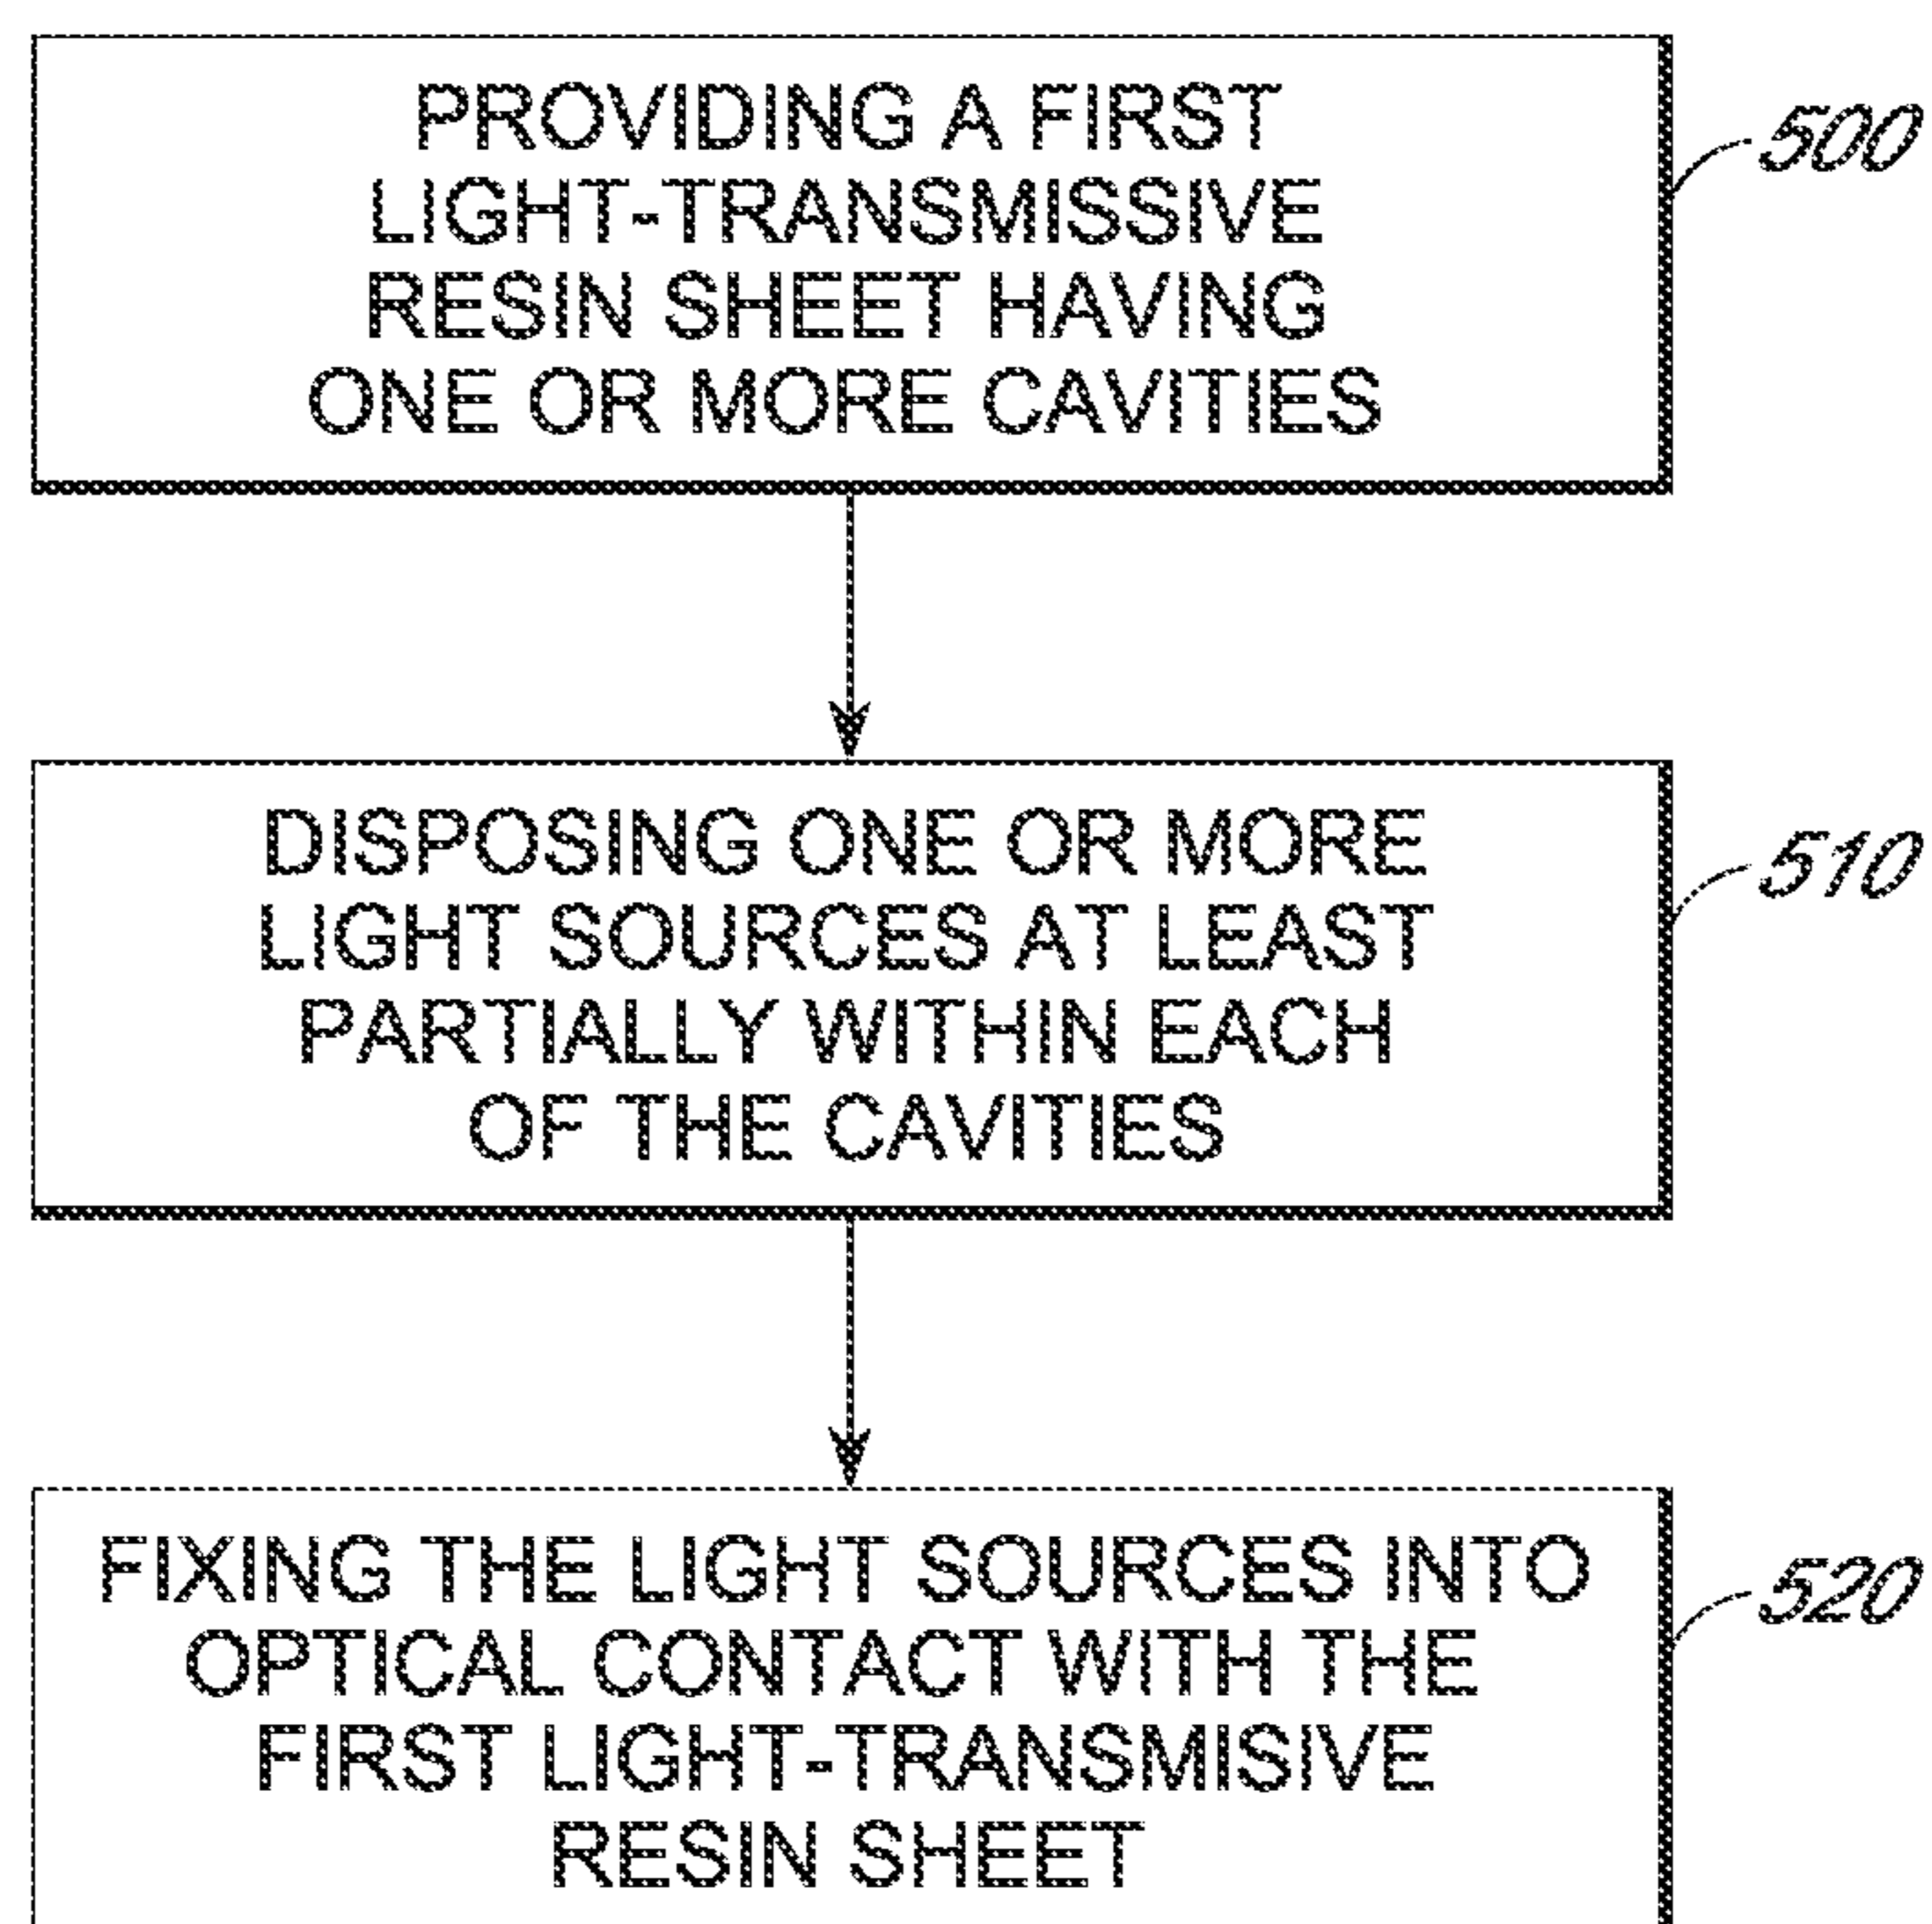 PROVIDING A FIRST
LIGHT-TRANSMISSIVE
RESIN SHEET HAVING
ONE OR MORE CAVITIES
500
DISPOSING ONE OR MORE
LIGHT SOURCES AT LEAST
PARTIALLY WITHIN EACH
OF THE CAVITIES
510
FIXING THE LIGHT SOURCES INTO
OPTICAL CONTACT WITH THE
FIRST LIGHT-TRANSMISIVE
RESIN SHEET
520